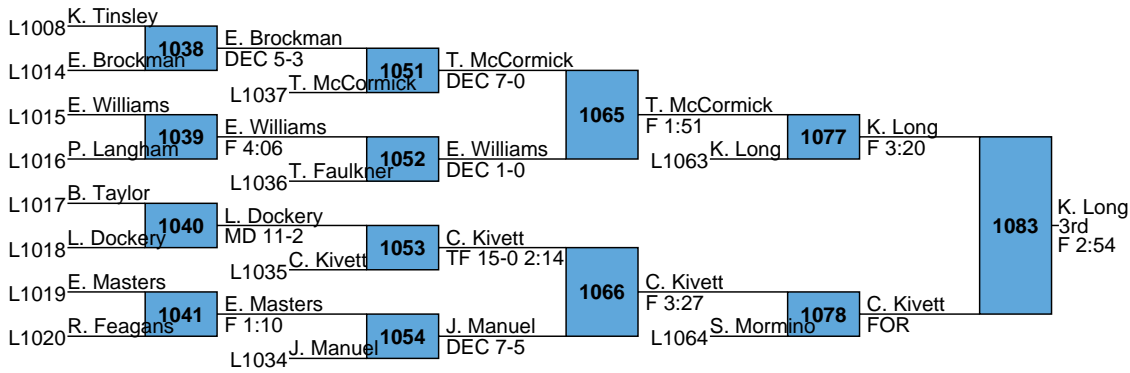 L1008 K. Tinsley
1038
L1014 E. Brockman
E. Brockman
DEC 5-3
1051
L1037 T. McCormick
T. McCormick
DEC 7-0
L1015 E. Williams
1039
L1016 P. Langham
E. Williams
F 4:06
1052
L1036 T. Faulkner
E. Williams
DEC 1-0
1065
T. McCormick
F 1:51
1077
L1063 K. Long
K. Long
F 3:20
L1017 B. Taylor
1040
L1018 L. Dockery
L. Dockery
MD 11-2
1053
L1035 C. Kivett
C. Kivett
TF 15-0 2:14
L1019 E. Masters
1041
L1020 R. Feagans
E. Masters
F 1:10
1054
L1034 J. Manuel
J. Manuel
DEC 7-5
1066
C. Kivett
F 3:27
1078
L1064 S. Mormino
C. Kivett
FOR
1083
K. Long
3rd
F 2:54